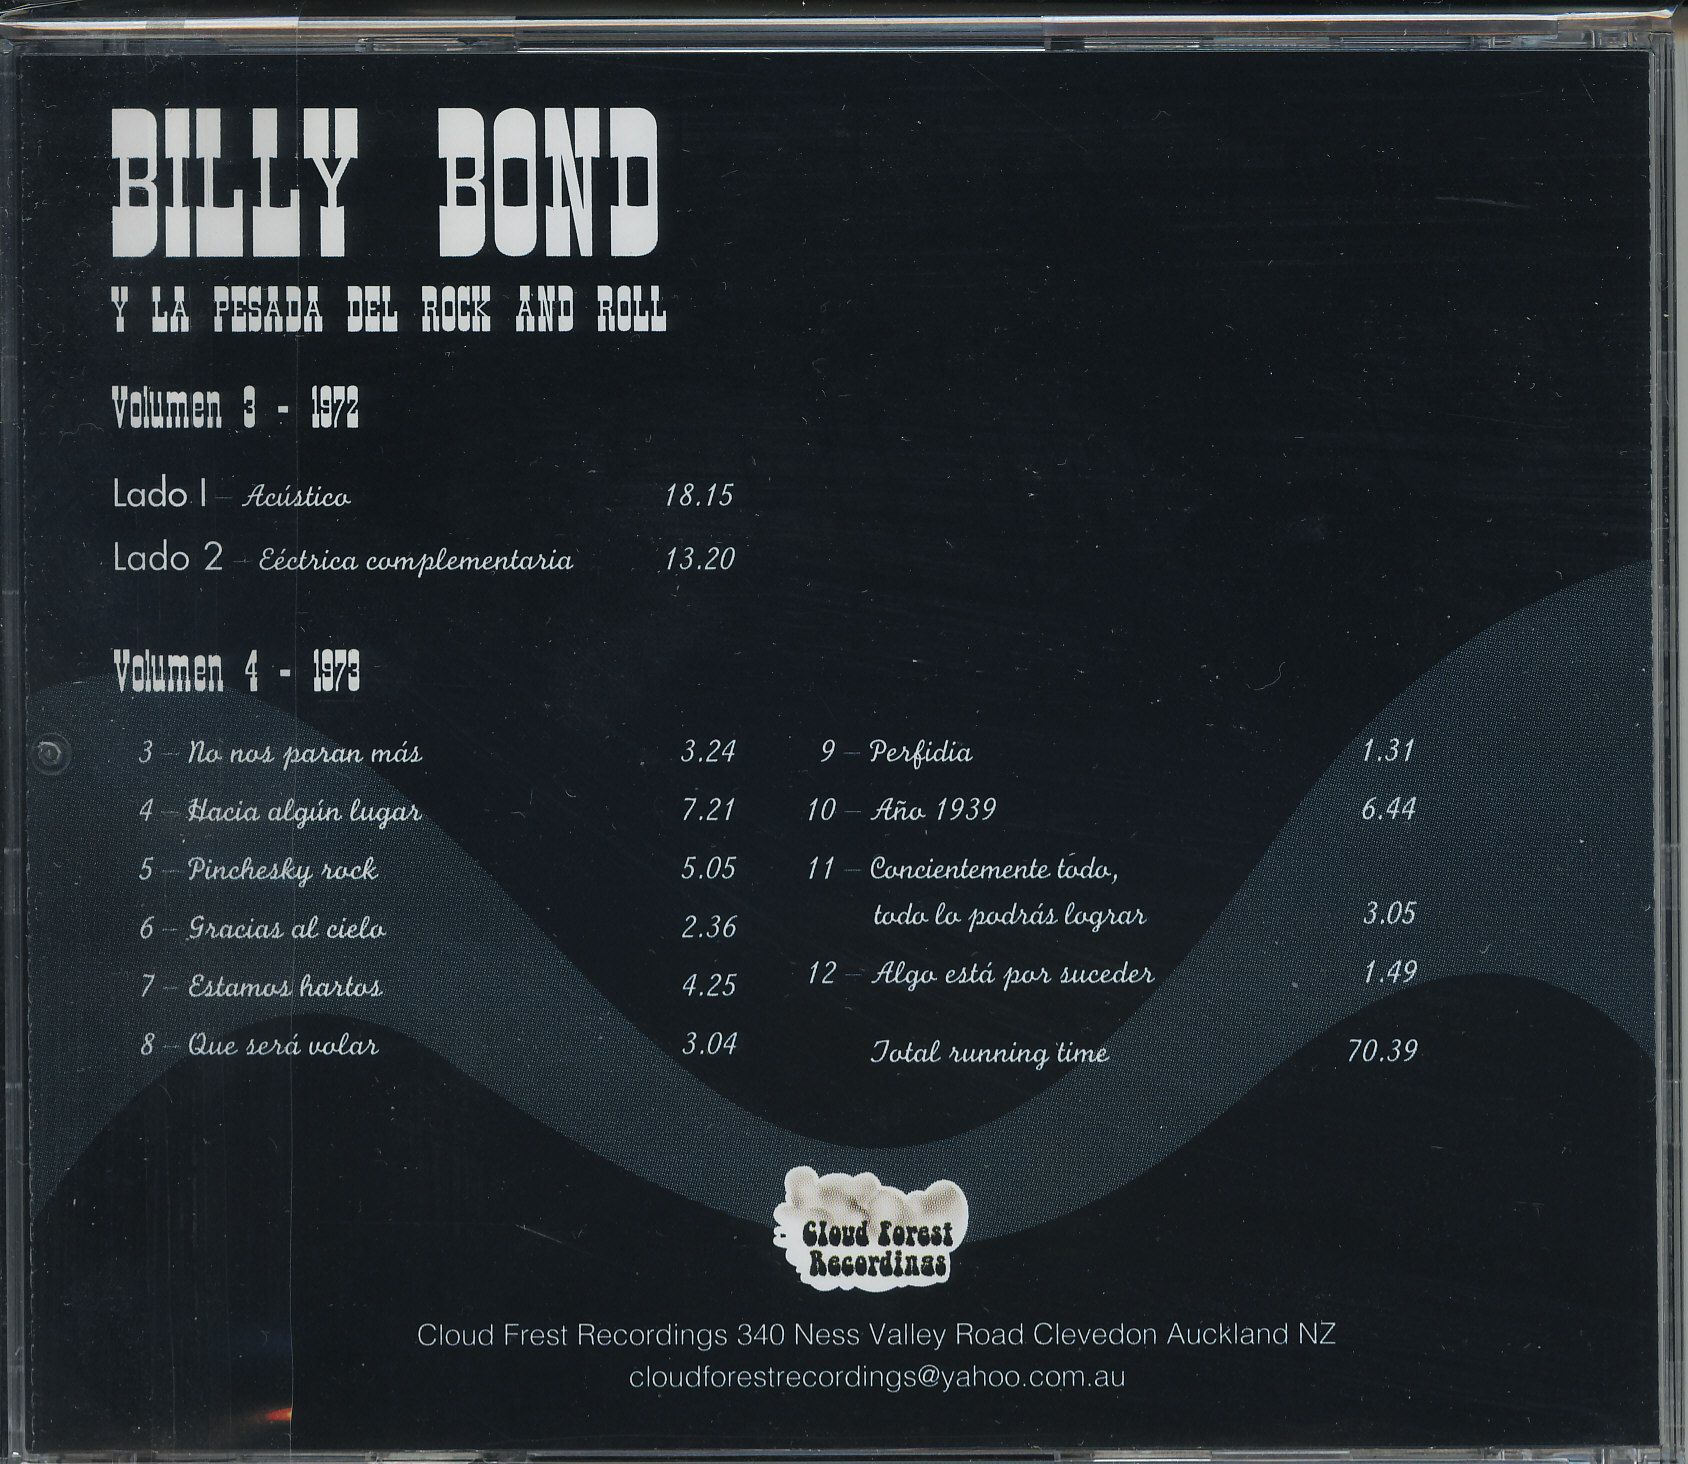 BILLY BOND
Y LA PESADA DEL ROCK AND ROLL
Volumen 3 - 1972
Lado 1 - Acústico 18.15
Lado 2 - Eéctrica complementaria 13.20
Volumen 4 - 1973
3 - No nos paran más 3.24
4 - Hacia algún lugar 7.21
5 - Pinchesky rock 5.05
6 - Gracias al cielo 2.36
7 - Estamos hartos 4.25
8 - Que será volar 3.04
9 - Perfidia 1.31
10 - Año 1939 6.44
11 - Concientemente todo,
todo lo podrás lograr 3.05
12 - Algo está por suceder 1.49
Total running time 70.39
Cloud Forest
Recordings
Cloud Frest Recordings 340 Ness Valley Road Clevedon Auckland NZ
cloudforestrecordings@yahoo.com.au